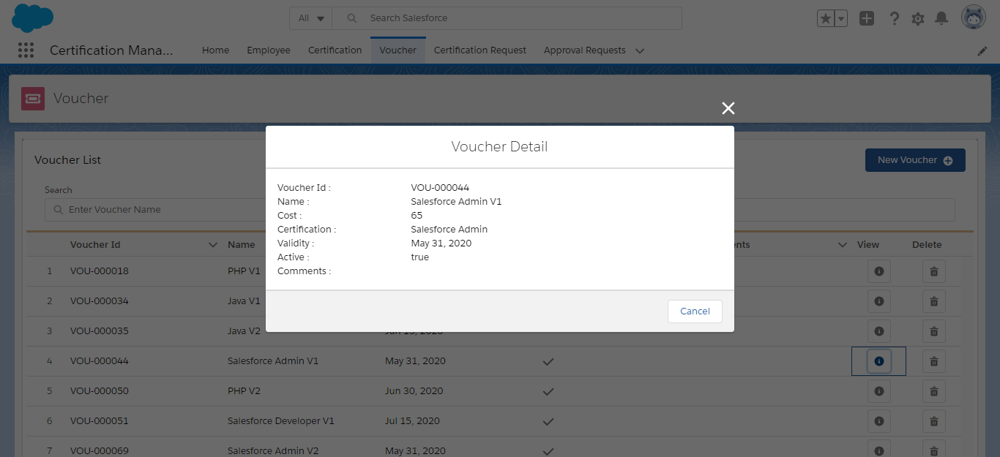 All
Search Salesforce
Certification Mana...
Home
Employee
Certification
Voucher
Certification Request
Approval Requests
Voucher
Voucher List
New Voucher
Search
Enter Voucher Name
Voucher Detail
Voucher Id : VOU-000044
Name : Salesforce Admin V1
Cost : 65
Certification : Salesforce Admin
Validity : May 31, 2020
Active : true
Comments :
Cancel
Voucher Id Name nts View Delete
1 VOU-000018 PHP V1
2 VOU-000034 Java V1
3 VOU-000035 Java V2 Jun 15, 2020
4 VOU-000044 Salesforce Admin V1 May 31, 2020
5 VOU-000050 PHP V2 Jun 30, 2020
6 VOU-000051 Salesforce Developer V1 Jul 15, 2020
7 VOU-000069 Salesforce Admin V2 May 31, 2020